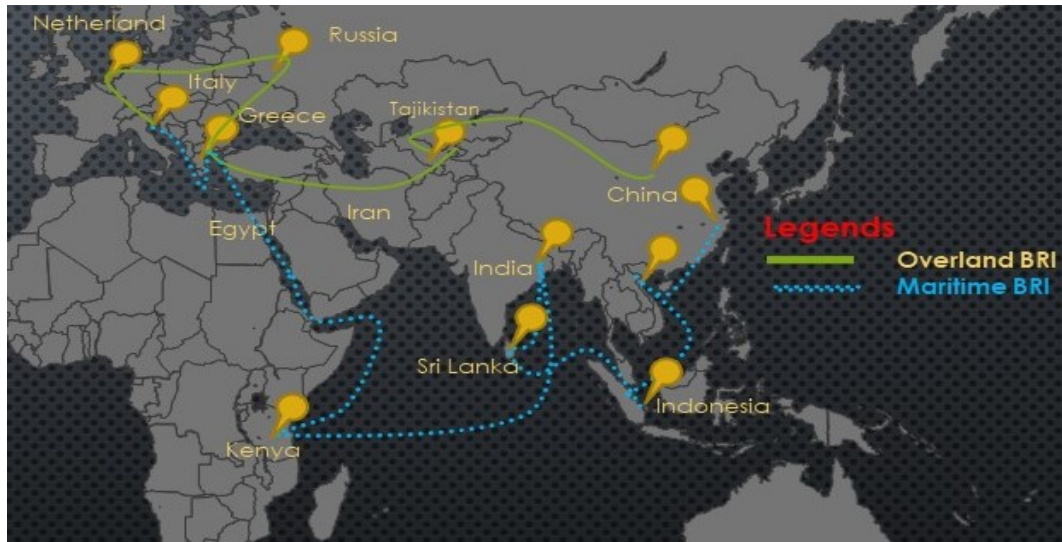 Netherland
Russia
Italy
Greece
Tajikistan
China
Iran
Egypt
Legends
India
Overland BRI
Maritime BRI
Sri Lanka
Indonesia
Kenya